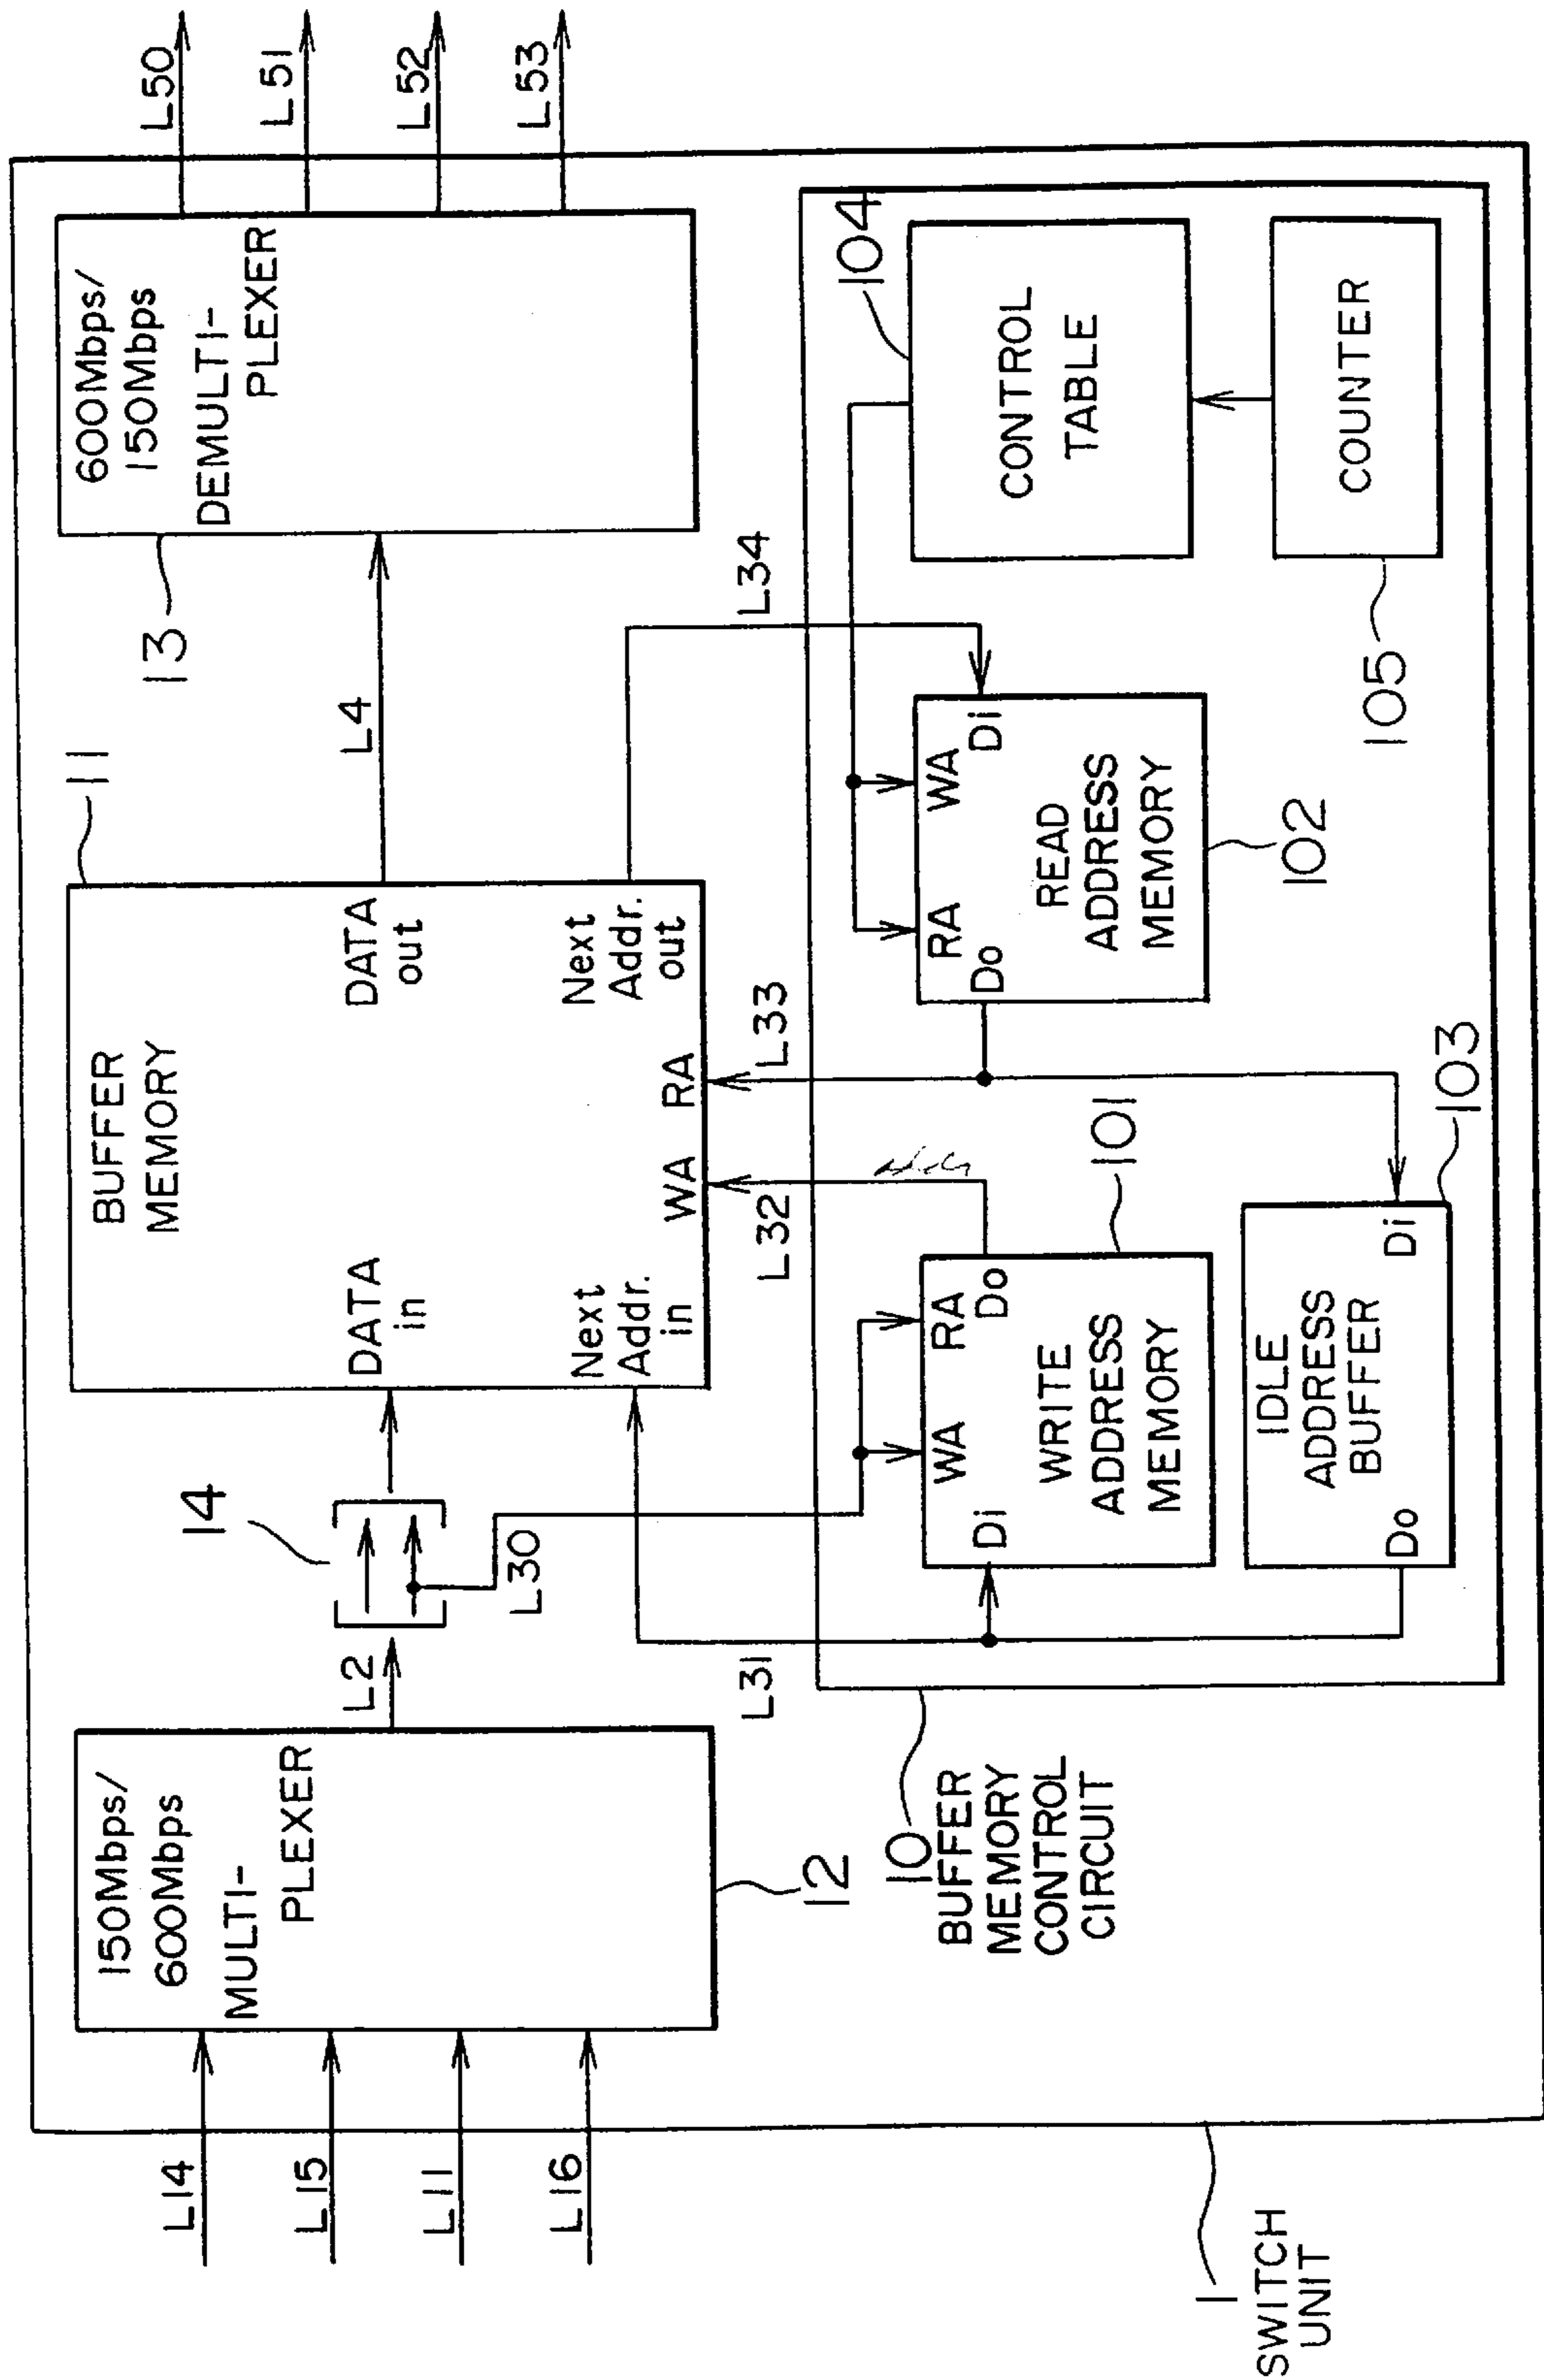 L14
L15
L11
L16
150Mbps/
600Mbps
MULTI-
PLEXER
12
L2
14
L30
L31
BUFFER
MEMORY
11
DATA
in
Next
Addr.
in
WA
RA
DATA
out
Next
Addr.
out
L4
L32
L33
L34
600Mbps/
150Mbps
DEMULTI-
PLEXER
13
L50
L51
L52
L53
10
BUFFER
MEMORY
CONTROL
CIRCUIT
Di
WA
RA
Do
WRITE
ADDRESS
MEMORY
101
Do
IDLE
ADDRESS
BUFFER
Di
103
RA
WA
Do
Di
READ
ADDRESS
MEMORY
102
104
CONTROL
TABLE
COUNTER
105
1
SWITCH
UNIT